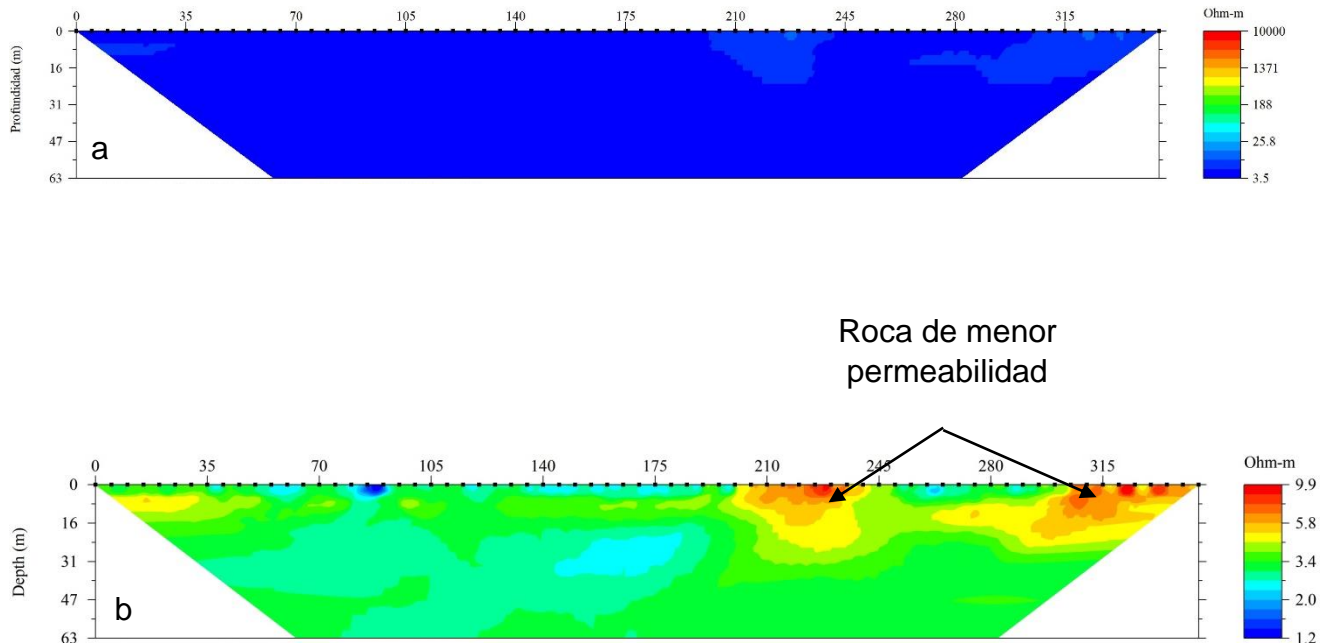 0 35 70 105 140 175 210 245 280 315
Ohm-m
Profundidad (m)
0
16
31
47
63
a
10000
1371
188
25.8
3.5
Roca de menor
permeabilidad
0 35 70 105 140 175 210 245 280 315
Ohm-m
Depth (m)
0
16
31
47
63
b
9.9
5.8
3.4
2.0
1.2